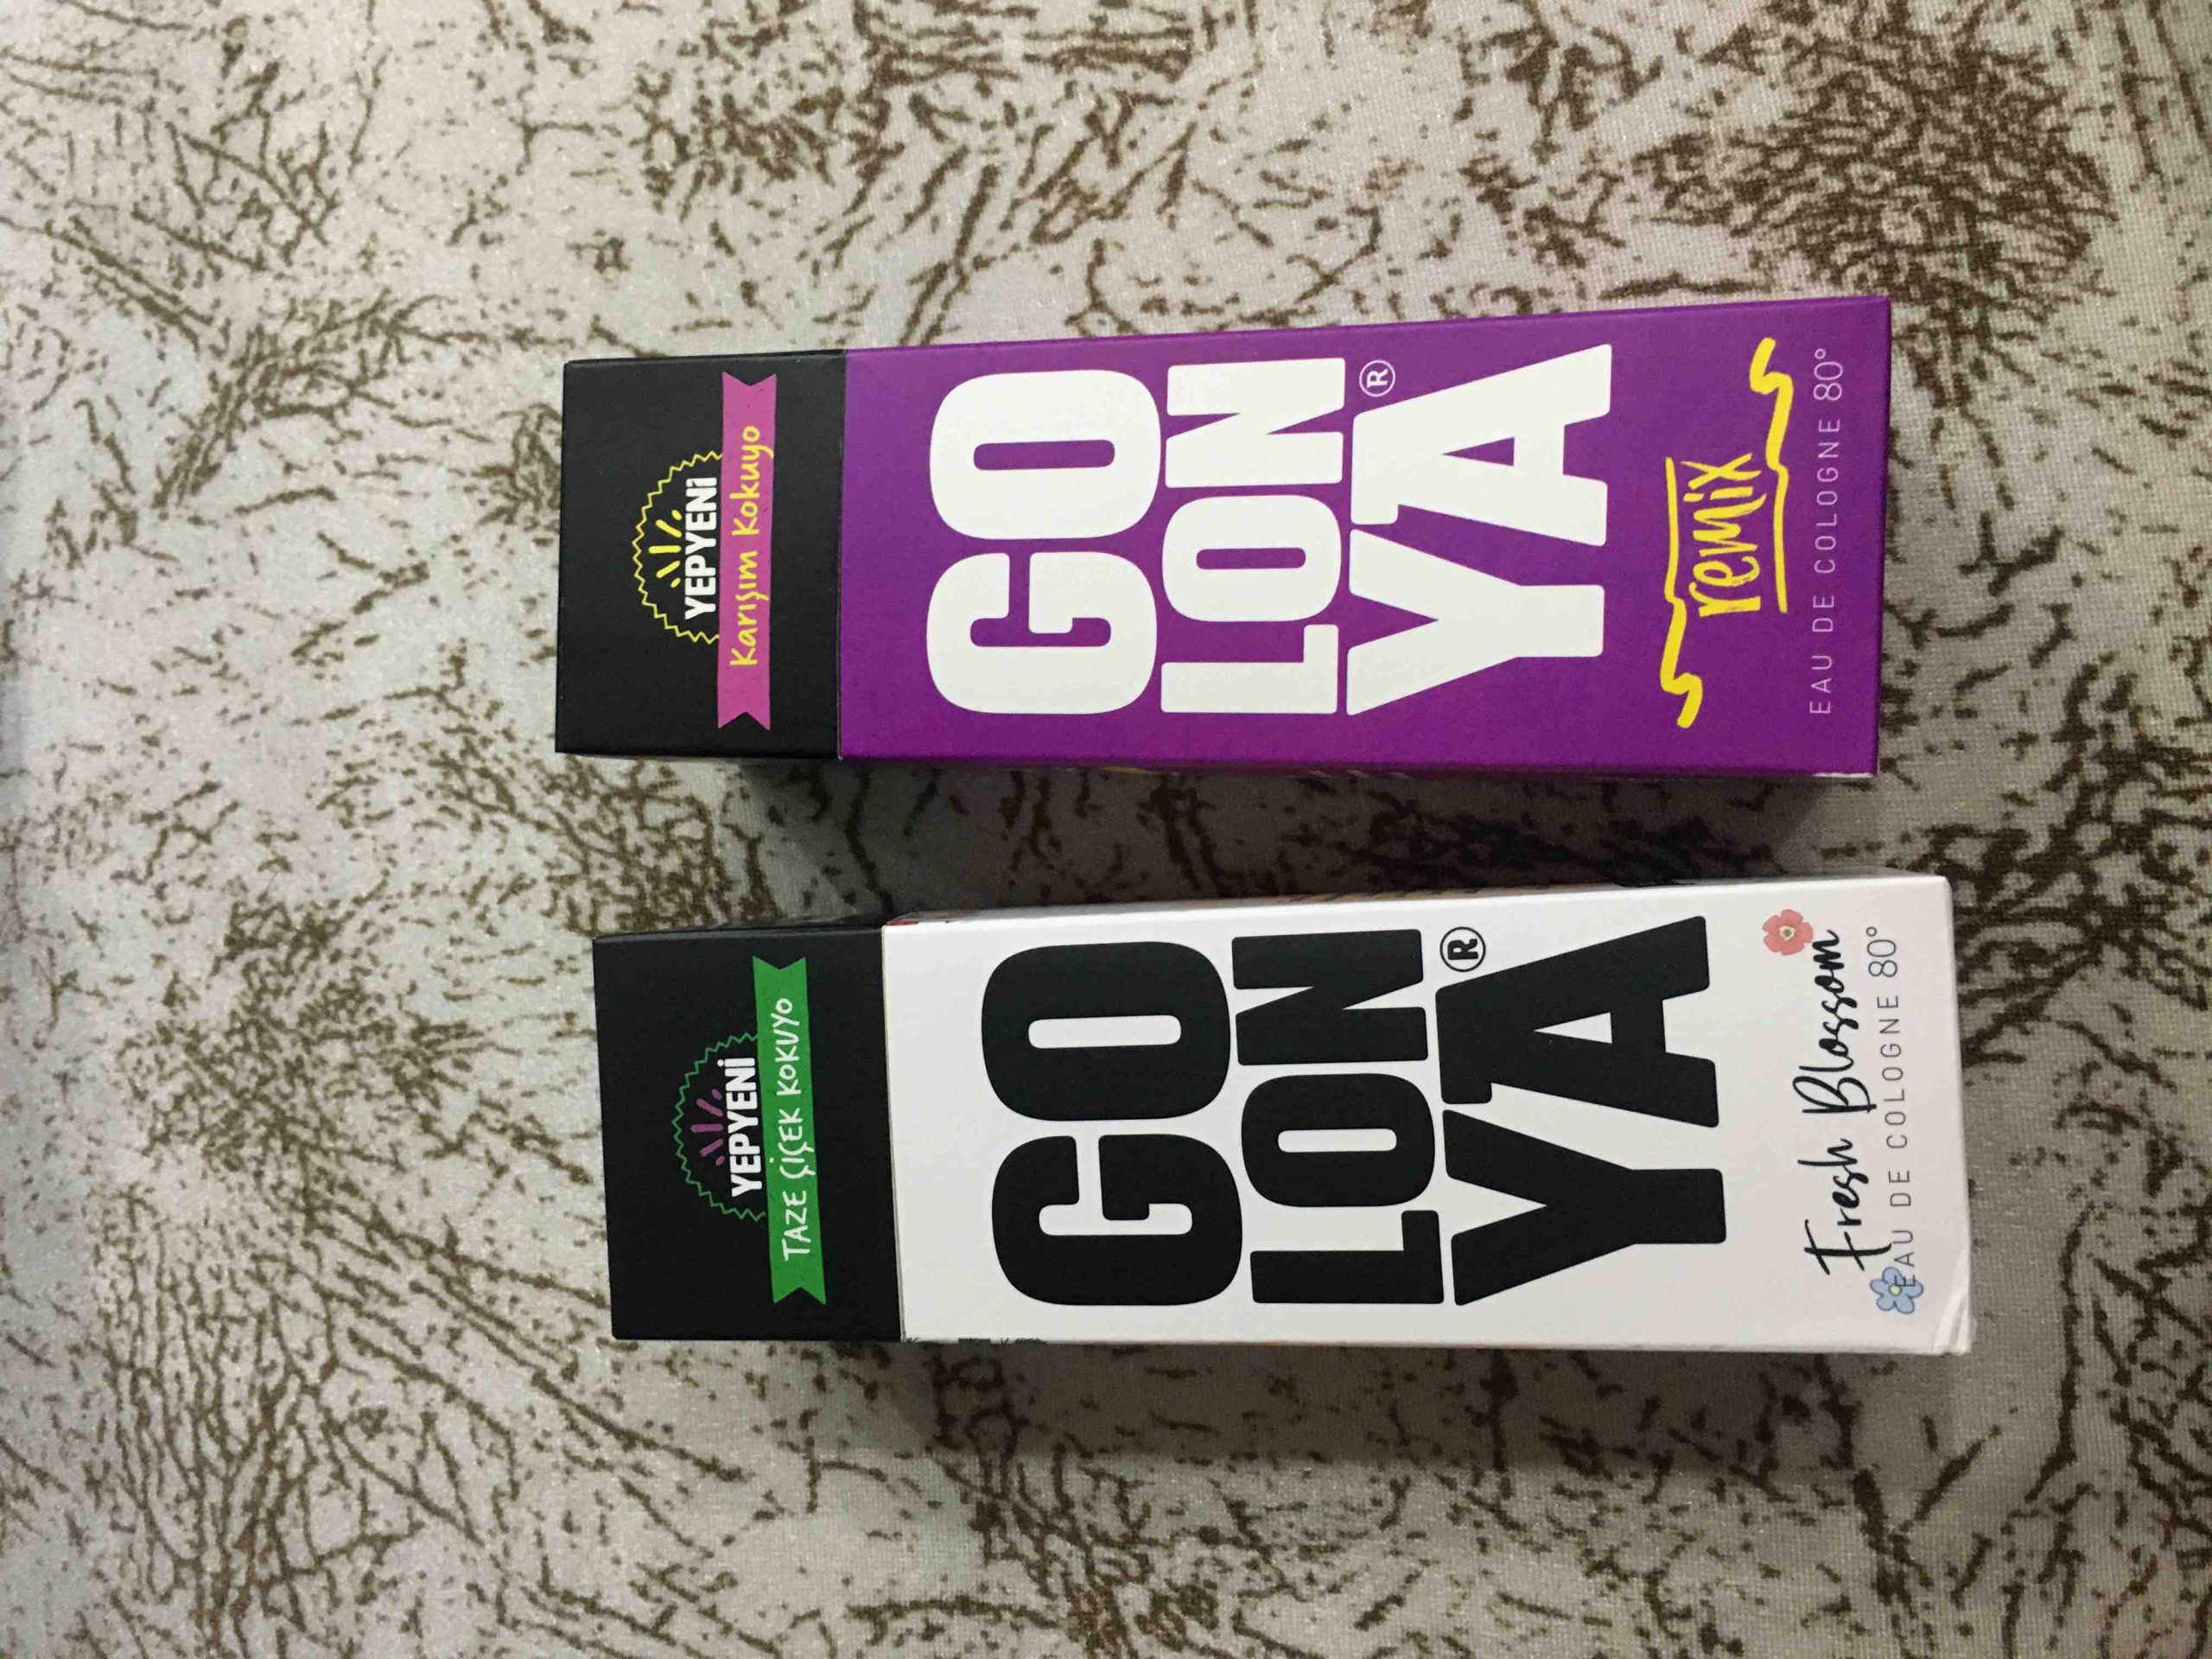 YEPYENİ
TAZE ÇİÇEK KOKUYO
GO
LON
YA®
Fresh Blossom
EAU DE COLOGNE 80°
YEPYENİ
Karışım Kokuyo
GO
LON
YA®
remix
EAU DE COLOGNE 80°